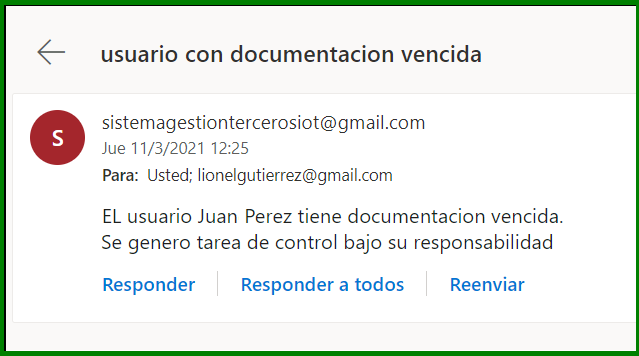 usuario con documentacion vencida
S
sistemagestiontercerosiot@gmail.com
Jue 11/3/2021 12:25
Para: Usted; lionelgutierrez@gmail.com
EL usuario Juan Perez tiene documentacion vencida.
Se genero tarea de control bajo su responsabilidad
Responder Responder a todos Reenviar